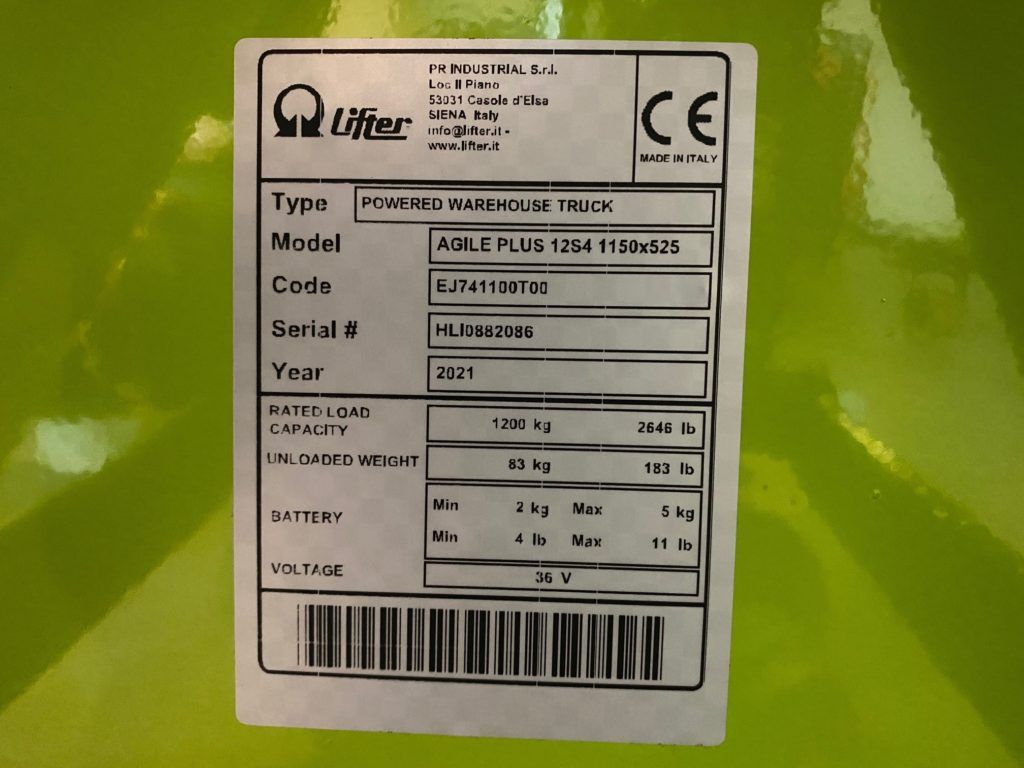 Lifter
PR INDUSTRIAL S.r.l.
Loc Il Piano
53031 Casole d'Elsa
SIENA Italy
info@lifter.it -
www.lifter.it
CE
MADE IN ITALY
Type POWERED WAREHOUSE TRUCK
Model AGILE PLUS 12S4 1150x525
Code EJ741100T00
Serial # HLI0882086
Year 2021
RATED LOAD
CAPACITY 1200 kg 2646 lb
UNLOADED WEIGHT 83 kg 183 lb
BATTERY
Min 2 kg Max 5 kg
Min 4 lb Max 11 lb
VOLTAGE 36 V